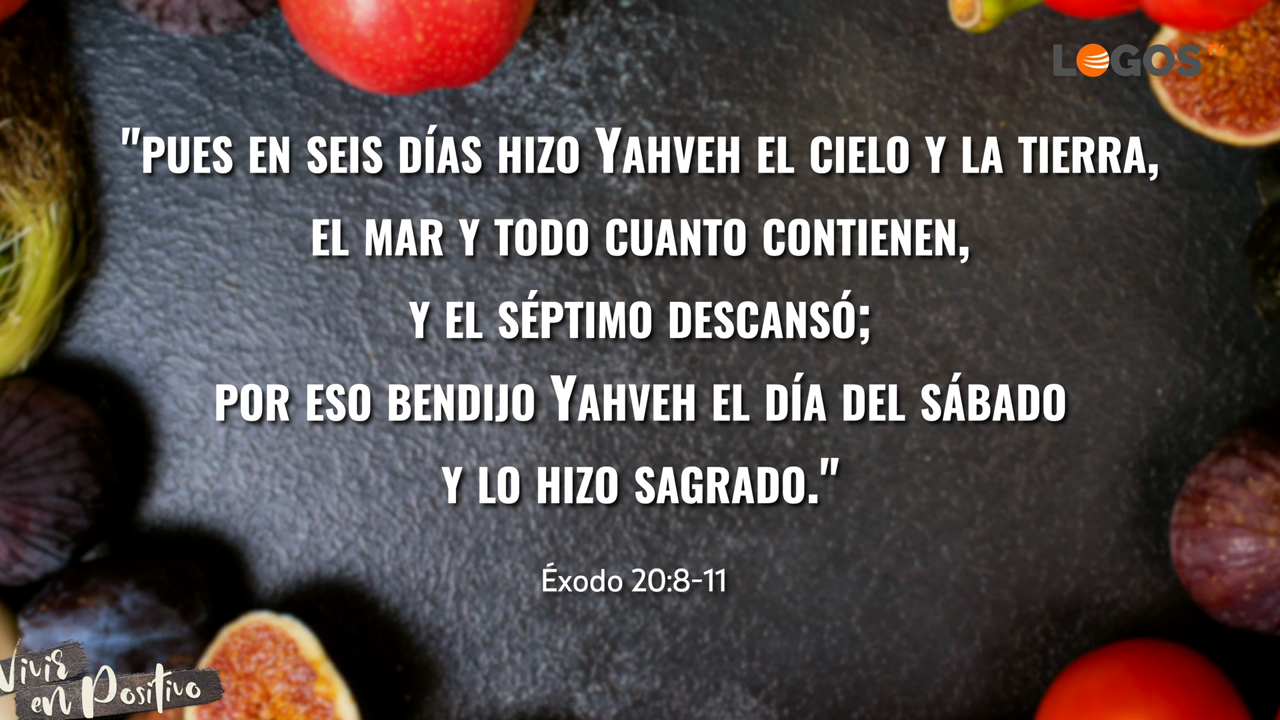 LOGOS TV
"PUES EN SEIS DÍAS HIZO YAHVEH EL CIELO Y LA TIERRA,
EL MAR Y TODO CUANTO CONTIENEN,
Y EL SÉPTIMO DESCANSÓ;
POR ESO BENDIJO YAHVEH EL DÍA DEL SÁBADO
Y LO HIZO SAGRADO."
Éxodo 20:8-11
Vivir
en Positivo